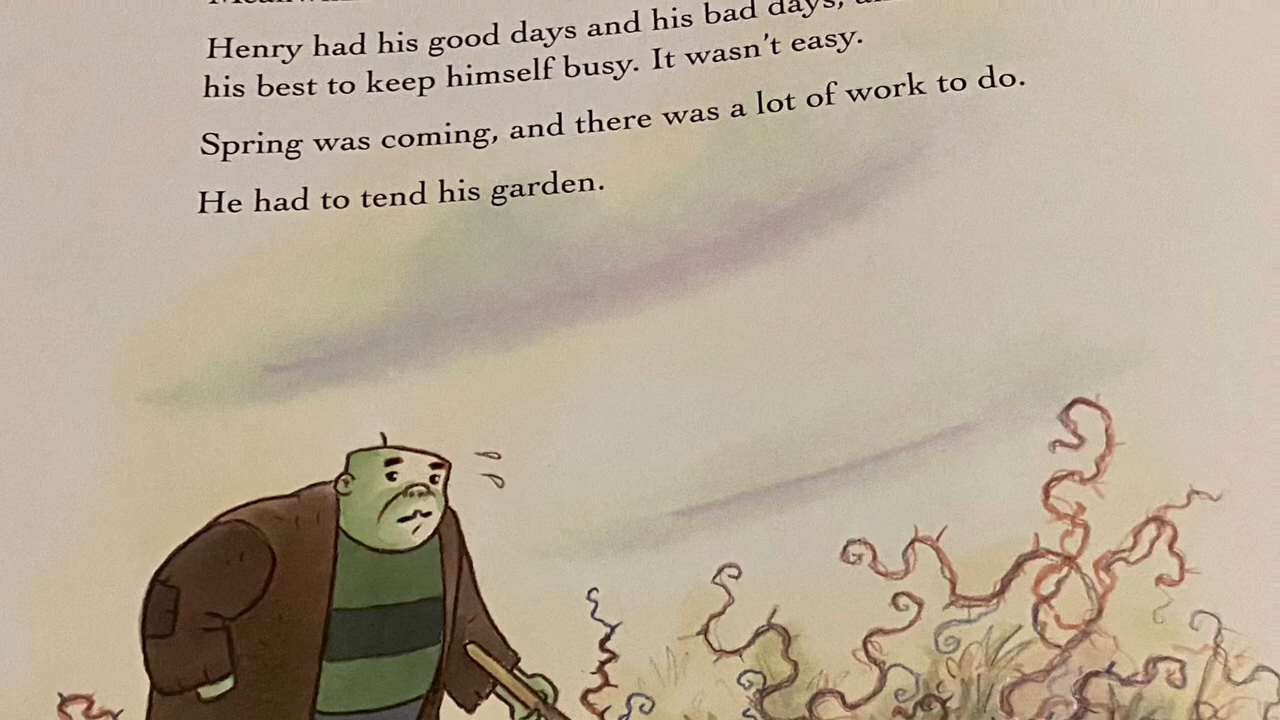 Henry had his good days and his bad days,
his best to keep himself busy. It wasn't easy.
Spring was coming, and there was a lot of work to do.
He had to tend his garden.